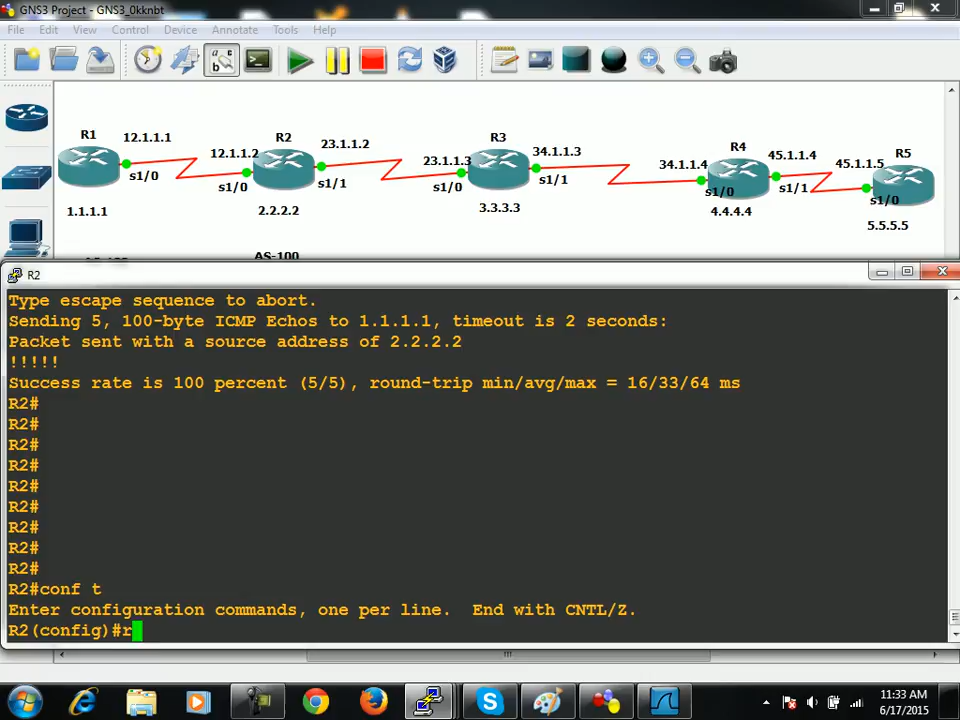 GNS3 Project - GNS3_0kknbt
File Edit View Control Device Annotate Tools Help
R1 12.1.1.1 R2 23.1.1.2 R3 34.1.1.3 R4 45.1.1.4 R5
12.1.1.2 23.1.1.3 34.1.1.4 45.1.1.5
s1/0 s1/0 s1/1 s1/0 s1/1 s1/0 s1/1 s1/0
1.1.1.1 2.2.2.2 3.3.3.3 4.4.4.4 5.5.5.5
AS-100
R2
Type escape sequence to abort.
Sending 5, 100-byte ICMP Echos to 1.1.1.1, timeout is 2 seconds:
Packet sent with a source address of 2.2.2.2
!!!!!
Success rate is 100 percent (5/5), round-trip min/avg/max = 16/33/64 ms
R2#
R2#
R2#
R2#
R2#
R2#
R2#
R2#
R2#
R2#conf t
Enter configuration commands, one per line.  End with CNTL/Z.
R2(config)#r
11:33 AM
6/17/2015